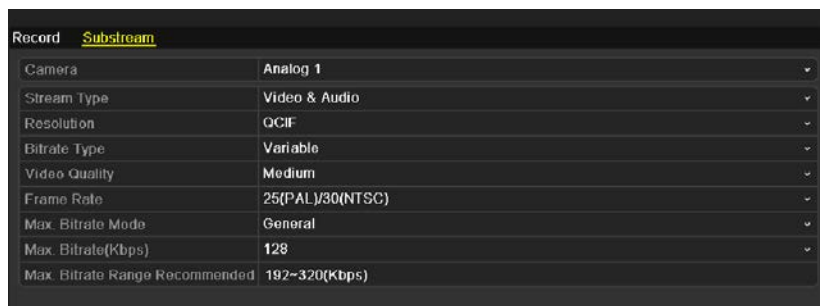 Record Substream
Camera Analog 1
Stream Type Video & Audio
Resolution QCIF
Bitrate Type Variable
Video Quality Medium
Frame Rate 25(PAL)/30(NTSC)
Max. Bitrate Mode General
Max. Bitrate(Kbps) 128
Max. Bitrate Range Recommended 192~320(Kbps)